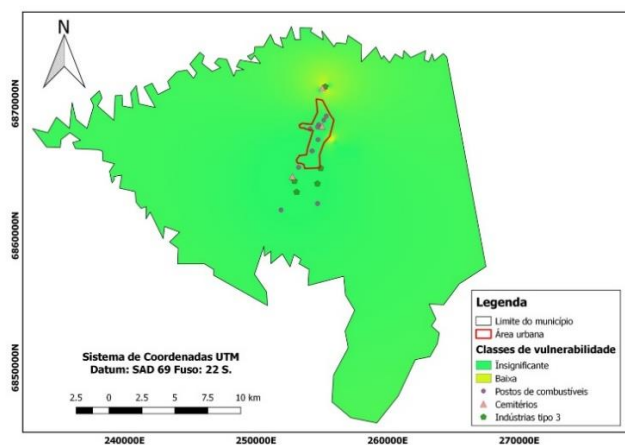 N
6870000N
6860000N
6850000N
Sistema de Coordenadas UTM
Datum: SAD 69 Fuso: 22 S.
2.5 0 2.5 5 7.5 10 km
Legenda
Limite do município
Área urbana
Classes de vulnerabilidade
Insignificante
Baixa
Postos de combustíveis
Cemitérios
Indústrias tipo 3
240000E 250000E 260000E 270000E